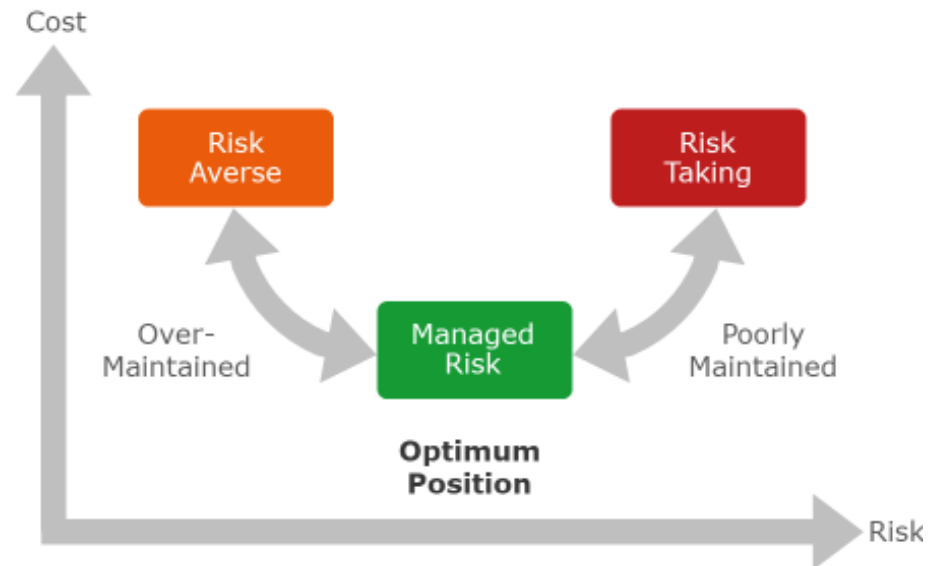 Cost
Risk
Averse
Risk
Taking
Over-
Maintained
Managed
Risk
Poorly
Maintained
Optimum
Position
Risk